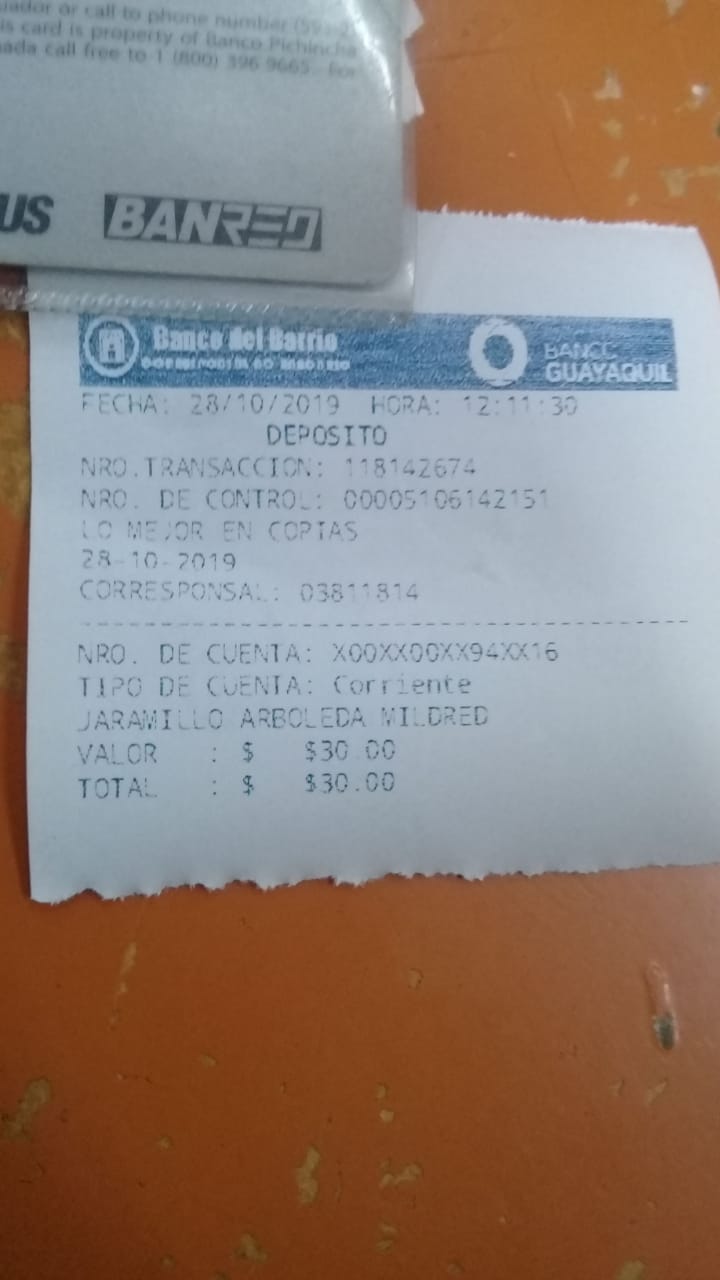 uador or call to phone number (593-2
is card is property of Banco Pichincha
nada call free to 1 (800) 396 9665. For
US BANRED
Banco del Barrio
BANCO
GUAYAQUIL
FECHA: 28/10/2019 HORA: 12:11:30
DEPOSITO
NRO.TRANSACCION: 118142674
NRO. DE CONTROL: 00005106142151
LO MEJOR EN COPIAS
28-10-2019
CORRESPONSAL: 03811814
NRO. DE CUENTA: X00XX00XX94XX16
TIPO DE CUENTA: Corriente
JARAMILLO ARBOLEDA MILDRED
VALOR : $ $30.00
TOTAL : $ $30.00